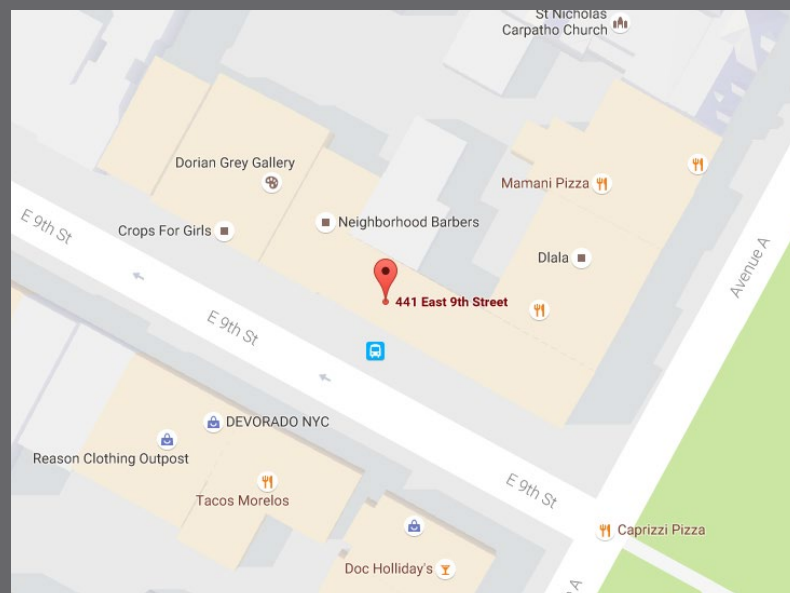 St Nicholas
Carpatho Church
Dorian Grey Gallery
Mamani Pizza
E 9th St
Crops For Girls
Neighborhood Barbers
Dlala
Avenue A
441 East 9th Street
E 9th St
DEVORADO NYC
Reason Clothing Outpost
Tacos Morelos
E 9th St
Caprizzi Pizza
Doc Holliday's
A